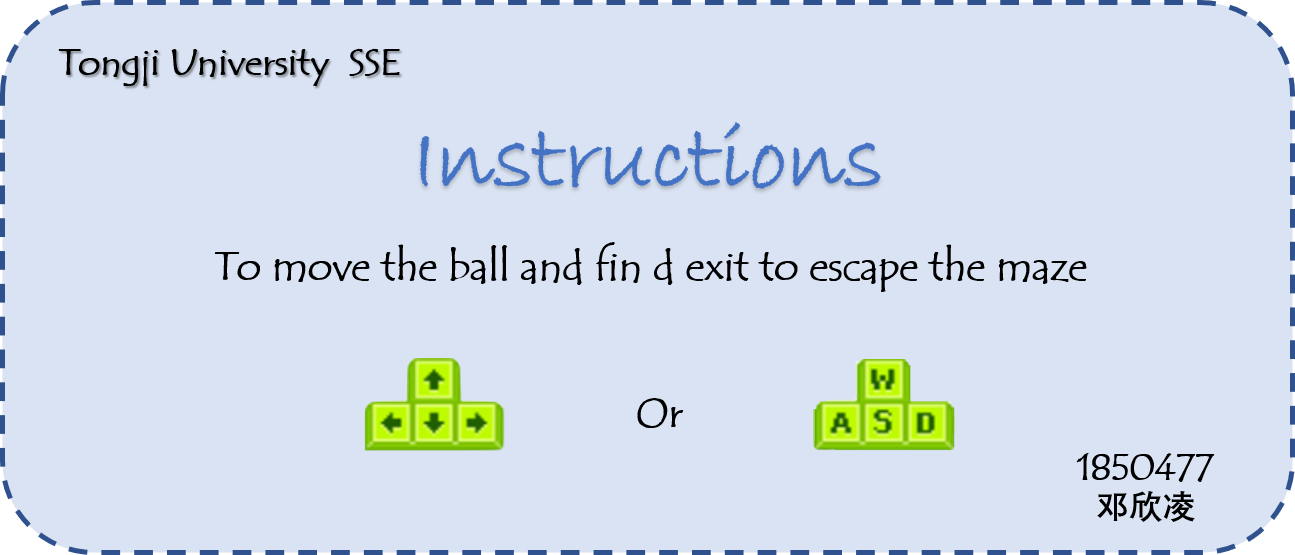 Tongji University SSE
Instructions
To move the ball and fin d exit to escape the maze
↑
W
← ↓ →
Or
A S D
1850477
邓欣凌